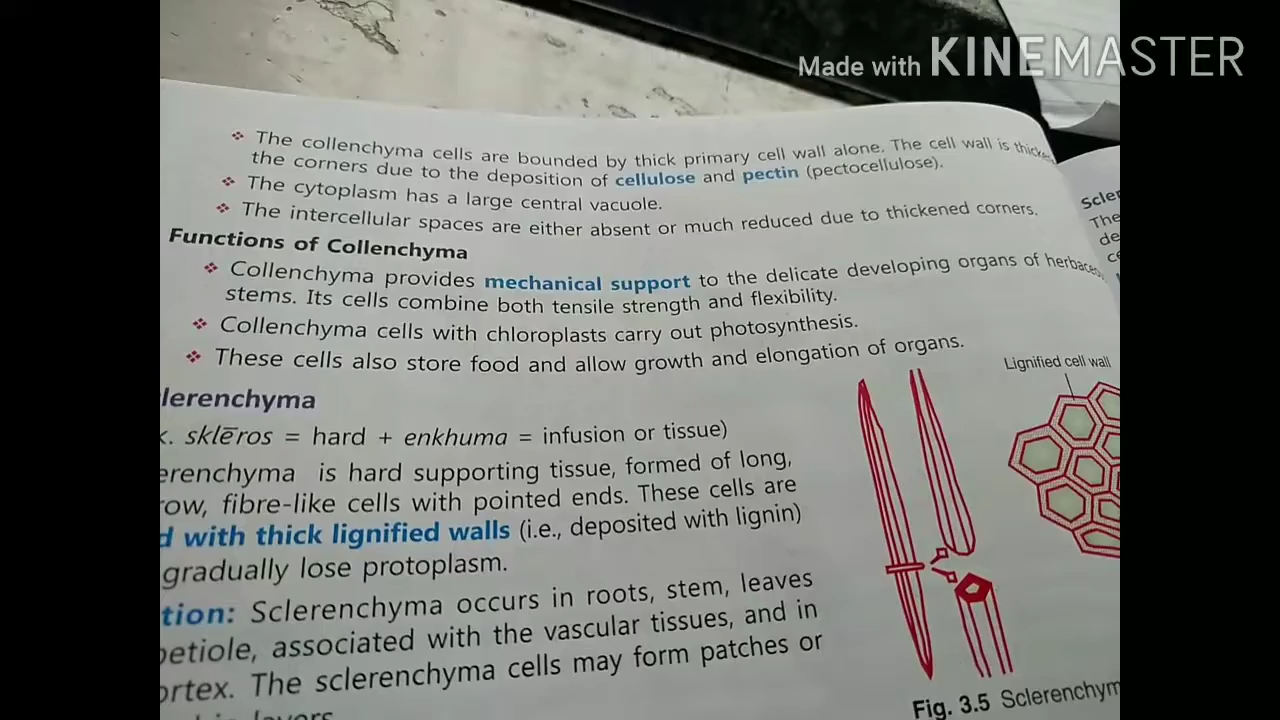 Made with KINEMASTER
❖ The collenchyma cells are bounded by thick primary cell wall alone. The cell wall is
the corners due to the deposition of cellulose and pectin (pectocellulose).
❖ The cytoplasm has a large central vacuole.
❖ The intercellular spaces are either absent or much reduced due to thickened corners.
Functions of Collenchyma
❖ Collenchyma provides mechanical support to the delicate developing organs of
stems. Its cells combine both tensile strength and flexibility.
❖ Collenchyma cells with chloroplasts carry out photosynthesis.
❖ These cells also store food and allow growth and elongation of organs.
lerenchyma
k. sklēros = hard + enkhuma = infusion or tissue)
erenchyma is hard supporting tissue, formed of long,
row, fibre-like cells with pointed ends. These cells are
d with thick lignified walls (i.e., deposited with lignin)
gradually lose protoplasm.
tion: Sclerenchyma occurs in roots, stem, leaves
petiole, associated with the vascular tissues, and in
ortex. The sclerenchyma cells may form patches or
layers
Lignified cell wall
Fig. 3.5 Sclerenchym
Scler
The
de